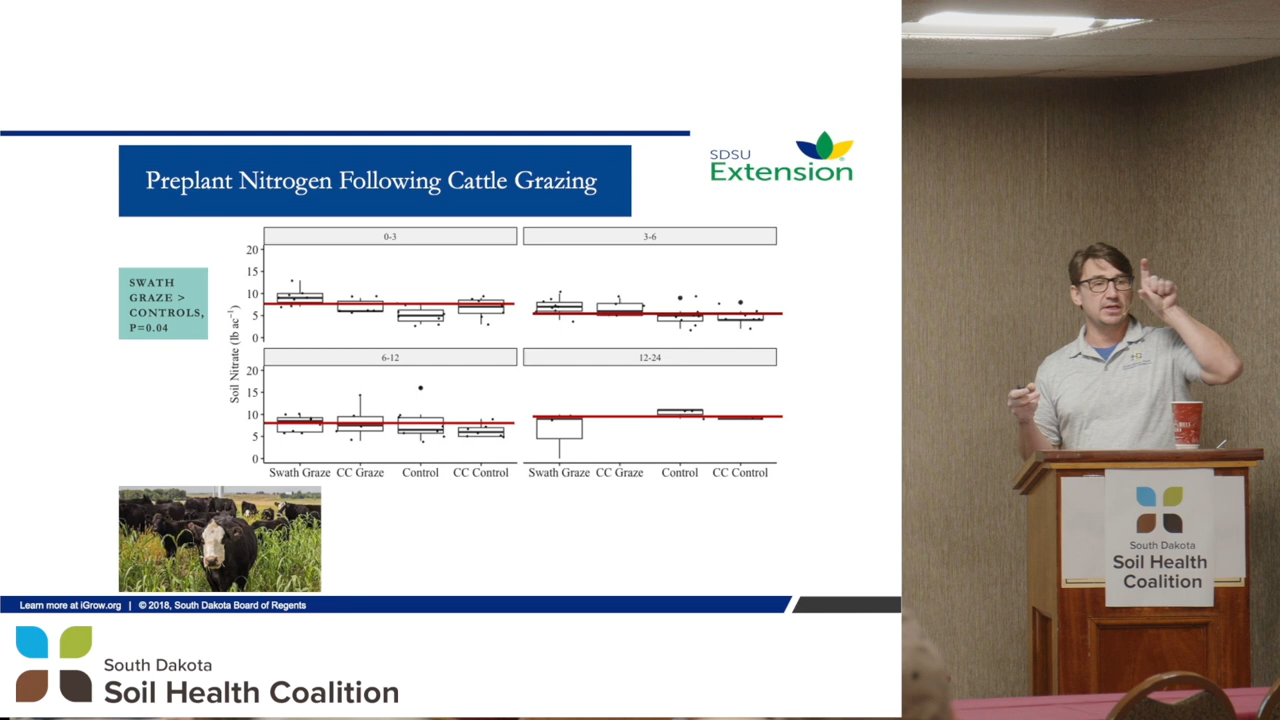 SDSU
Extension
Preplant Nitrogen Following Cattle Grazing
SWATH
GRAZE >
CONTROLS,
P=0.04
Soil Nitrate (lb ac⁻¹)
0-3
3-6
20
15
10
5
0
6-12
12-24
20
15
10
5
0
Swath Graze CC Graze Control CC Control
Swath Graze CC Graze Control CC Control
Learn more at iGrow.org | © 2018, South Dakota Board of Regents
South Dakota
Soil Health Coalition
South Dakota
Soil Health
Coalition